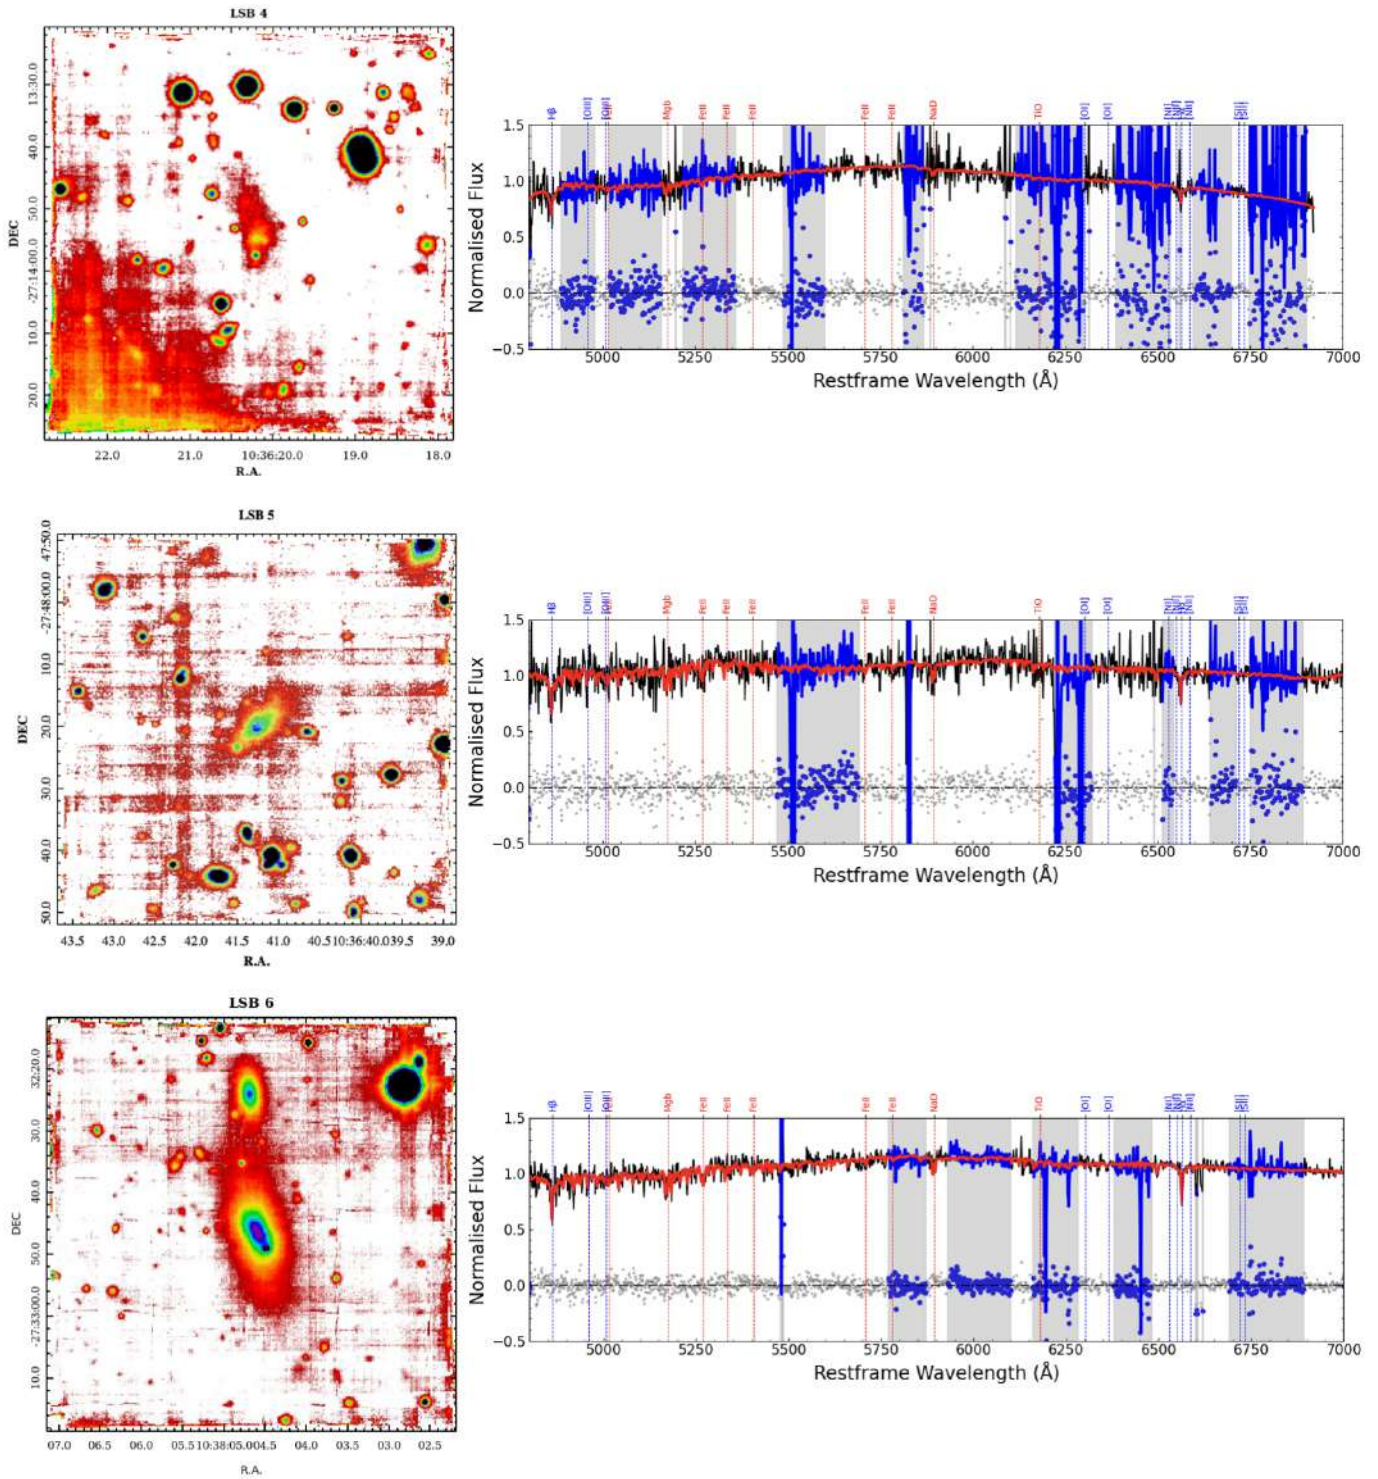 LSB 4
DEC
13:30.0
40.0
50.0
-27:14:00.0
10.0
20.0
22.0 21.0 10:36:20.0 19.0 18.0
R.A.
Hβ [OIII] [OIII] Mgb FeII FeII FeII FeII FeII NaD TiO [OI] [OI] [NII] [SII]
Normalised Flux
1.5
1.0
0.5
0.0
−0.5
5000 5250 5500 5750 6000 6250 6500 6750 7000
Restframe Wavelength (Å)
LSB 5
DEC
47:50.0
-27:48:00.0
10.0
20.0
30.0
40.0
50.0
43.5 43.0 42.5 42.0 41.5 41.0 40.5 10:36:40.0 39.5 39.0
R.A.
Hβ [OIII] [OIII] Mgb FeII FeII FeII FeII FeII NaD TiO [OI] [OI] [NII] [SII]
Normalised Flux
1.5
1.0
0.5
0.0
−0.5
5000 5250 5500 5750 6000 6250 6500 6750 7000
Restframe Wavelength (Å)
LSB 6
DEC
32:20.0
30.0
40.0
50.0
-27:33:00.0
10.0
07.0 06.5 06.0 05.5 10:38:05.0 04.5 04.0 03.5 03.0 02.5
R.A.
Hβ [OIII] [OIII] Mgb FeII FeII FeII FeII FeII NaD TiO [OI] [OI] [NII] [SII]
Normalised Flux
1.5
1.0
0.5
0.0
−0.5
5000 5250 5500 5750 6000 6250 6500 6750 7000
Restframe Wavelength (Å)